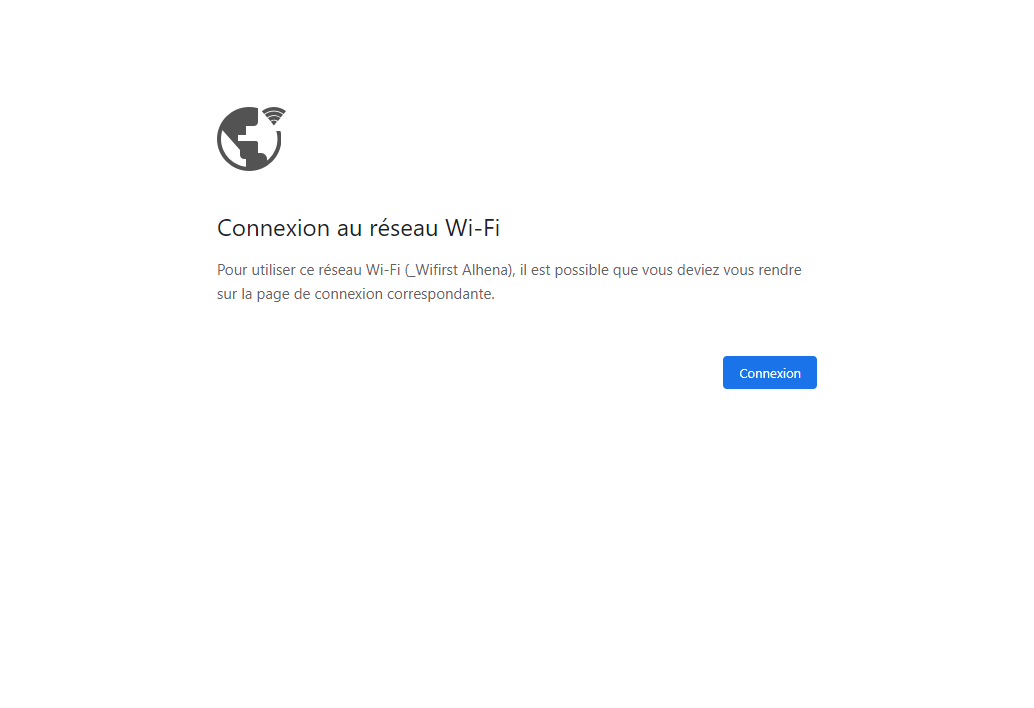 Connexion au réseau Wi-Fi
Pour utiliser ce réseau Wi-Fi (_Wifirst Alhena), il est possible que vous deviez vous rendre
sur la page de connexion correspondante.
Connexion